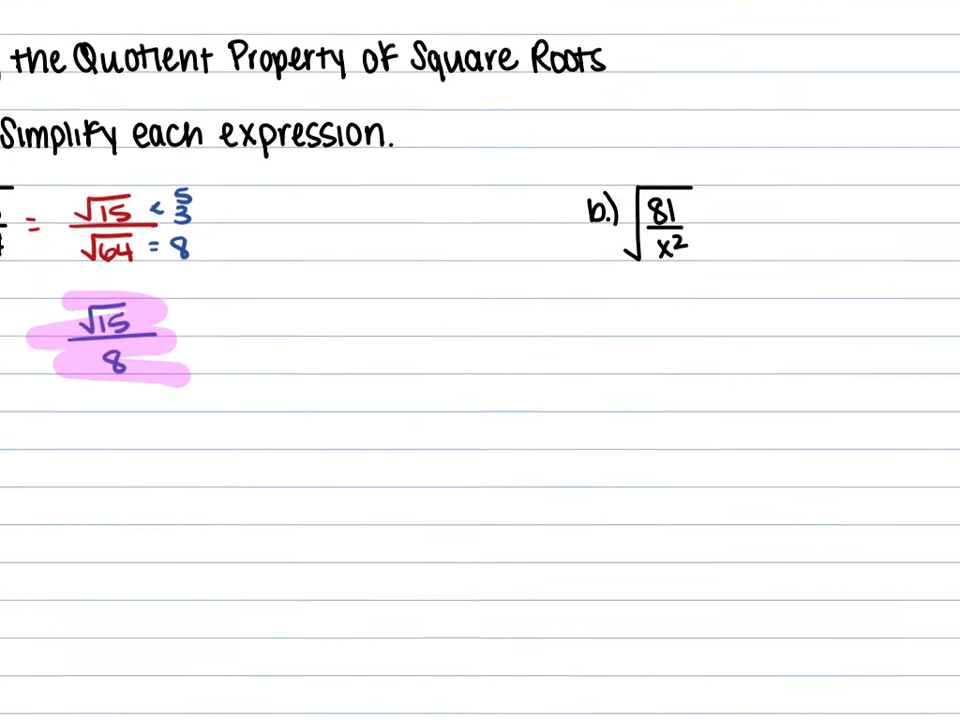 the Quotient Property of Square Roots
Simplify each expression.
= √15 / √64 < 5 3 = 8
b.) √(81 / x²)
√15 / 8